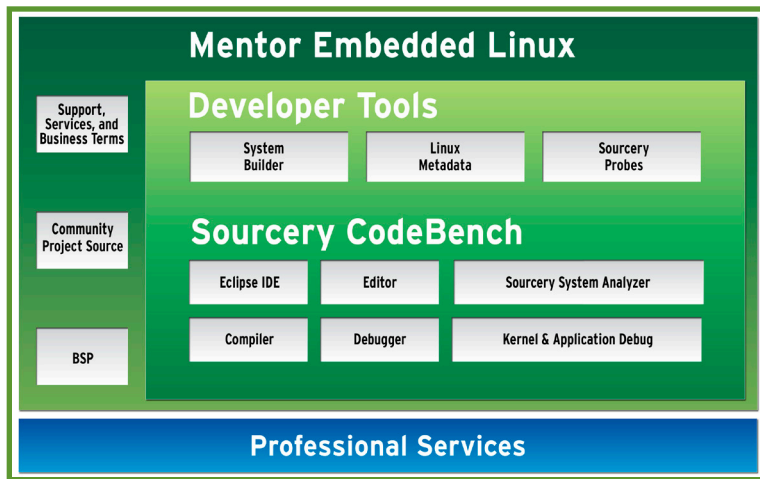 Mentor Embedded Linux
Support,
Services, and
Business Terms
Community
Project Source
BSP
Developer Tools
System
Builder
Linux
Metadata
Sourcery
Probes
Sourcery CodeBench
Eclipse IDE
Editor
Sourcery System Analyzer
Compiler
Debugger
Kernel & Application Debug
Professional Services